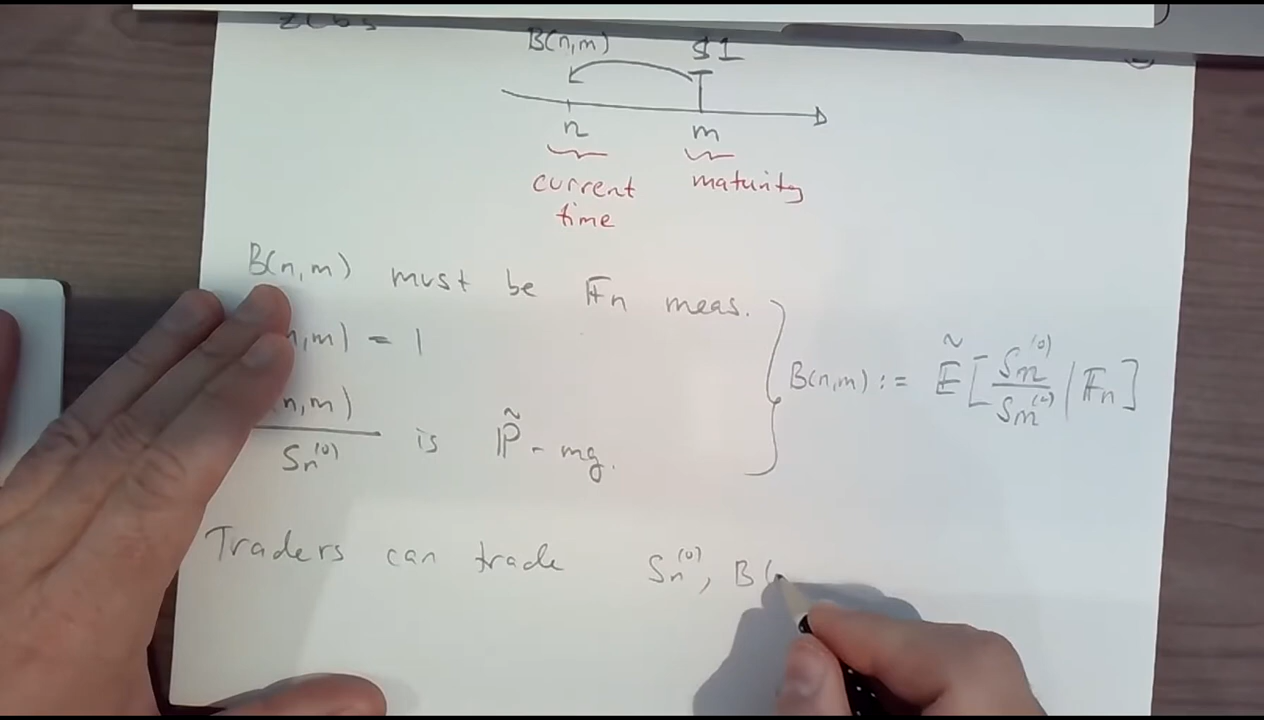 zcbs
B(n,m) $1
n m
current maturity
time
B(n,m) must be Fn meas.
n,m) = 1
B(n,m) := Ẽ[Sn^(0)/Sm^(0) | Fn]
n,m)
Sn^(0) is P̃ - mg.
Traders can trade Sn^(0), B(